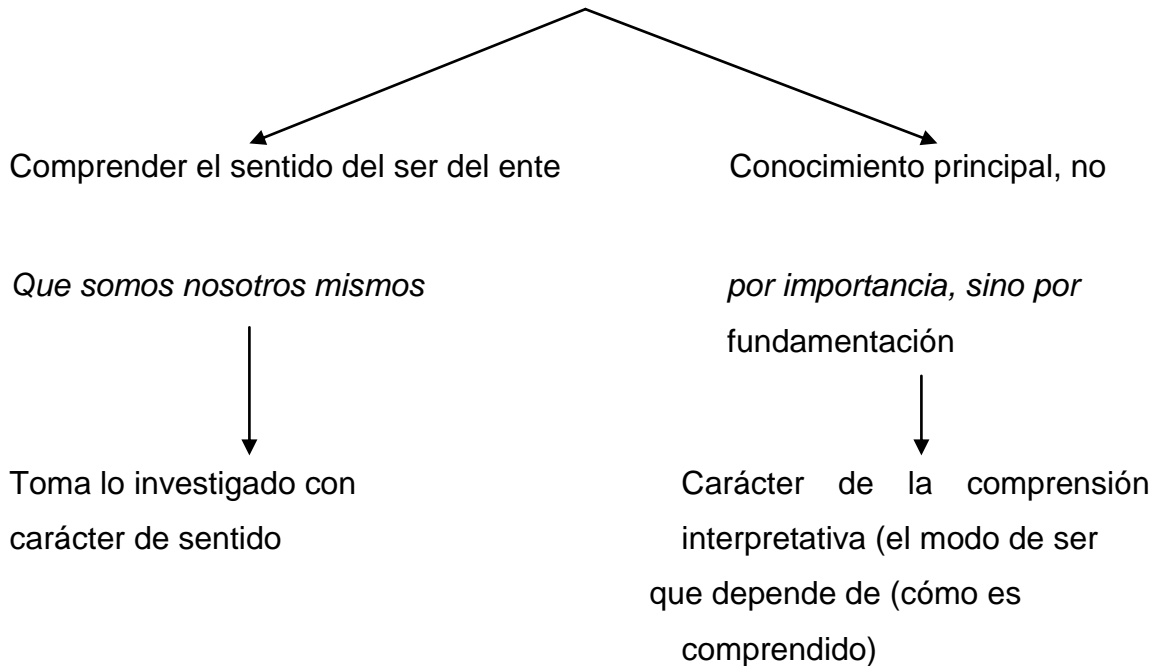 Comprender el sentido del ser del ente
Que somos nosotros mismos
Toma lo investigado con
carácter de sentido
Conocimiento principal, no
por importancia, sino por
fundamentación
Carácter de la comprensión
interpretativa (el modo de ser
que depende de (cómo es
comprendido)